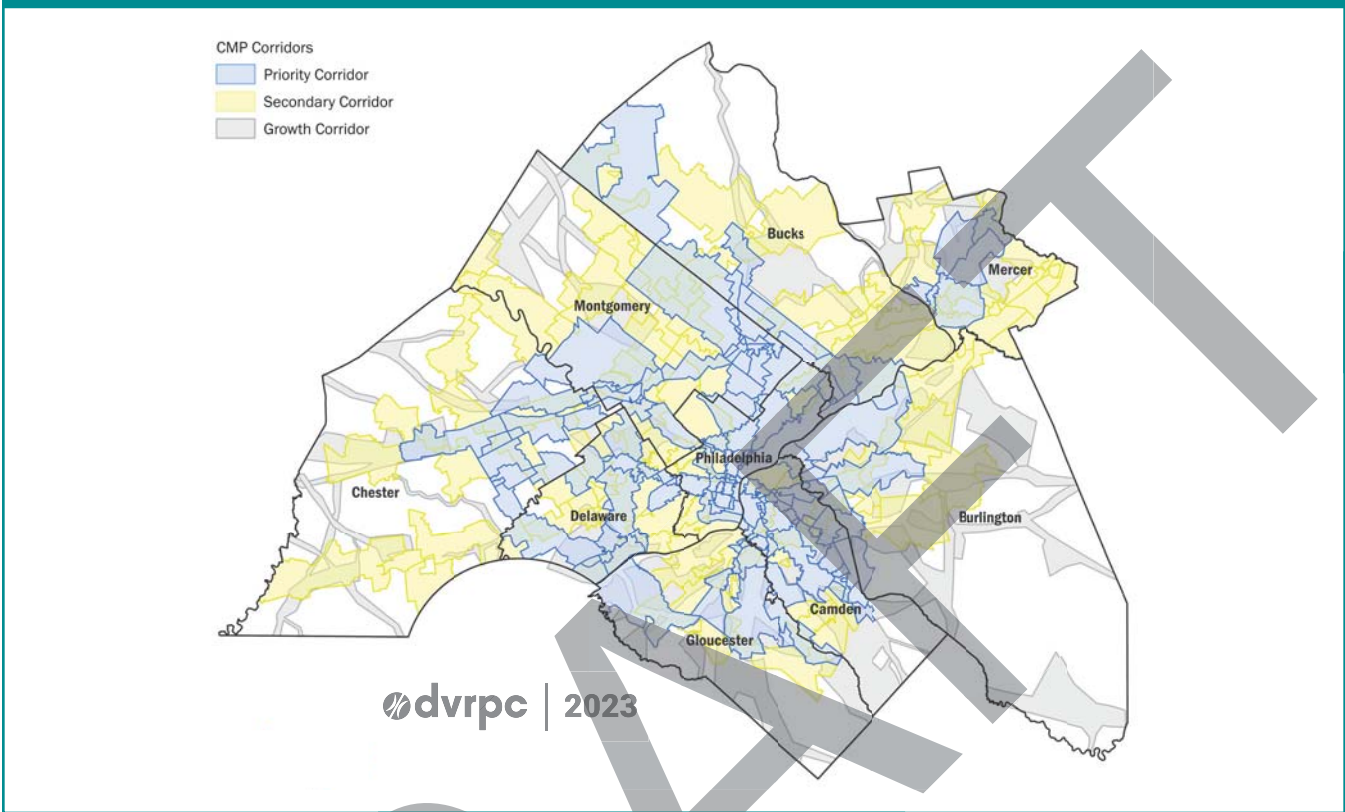 CMP Corridors
Priority Corridor
Secondary Corridor
Growth Corridor
Bucks
Mercer
Montgomery
Philadelphia
Chester
Delaware
Burlington
Camden
Gloucester
dvrpc | 2023